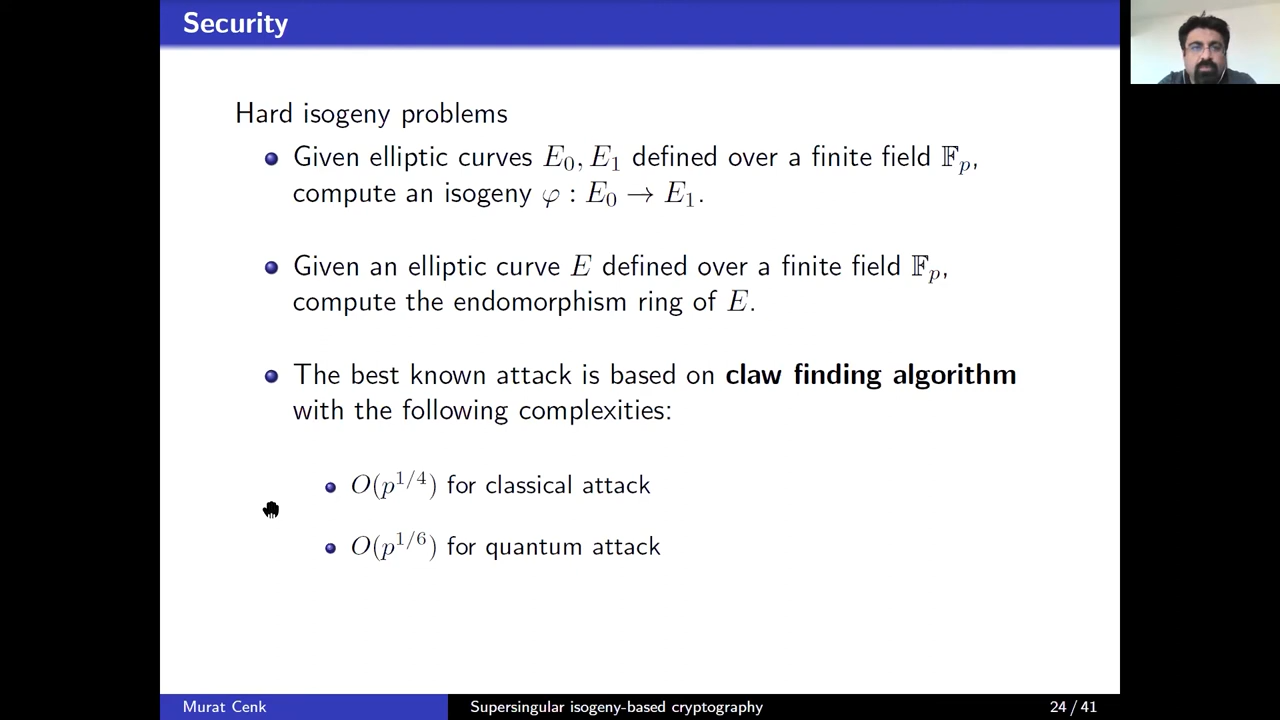 Security
Hard isogeny problems
Given elliptic curves E₀, E₁ defined over a finite field 𝔽ₚ,
compute an isogeny φ : E₀ → E₁.
Given an elliptic curve E defined over a finite field 𝔽ₚ,
compute the endomorphism ring of E.
The best known attack is based on claw finding algorithm
with the following complexities:
O(p^{1/4}) for classical attack
O(p^{1/6}) for quantum attack
Murat Cenk
Supersingular isogeny-based cryptography
24 / 41